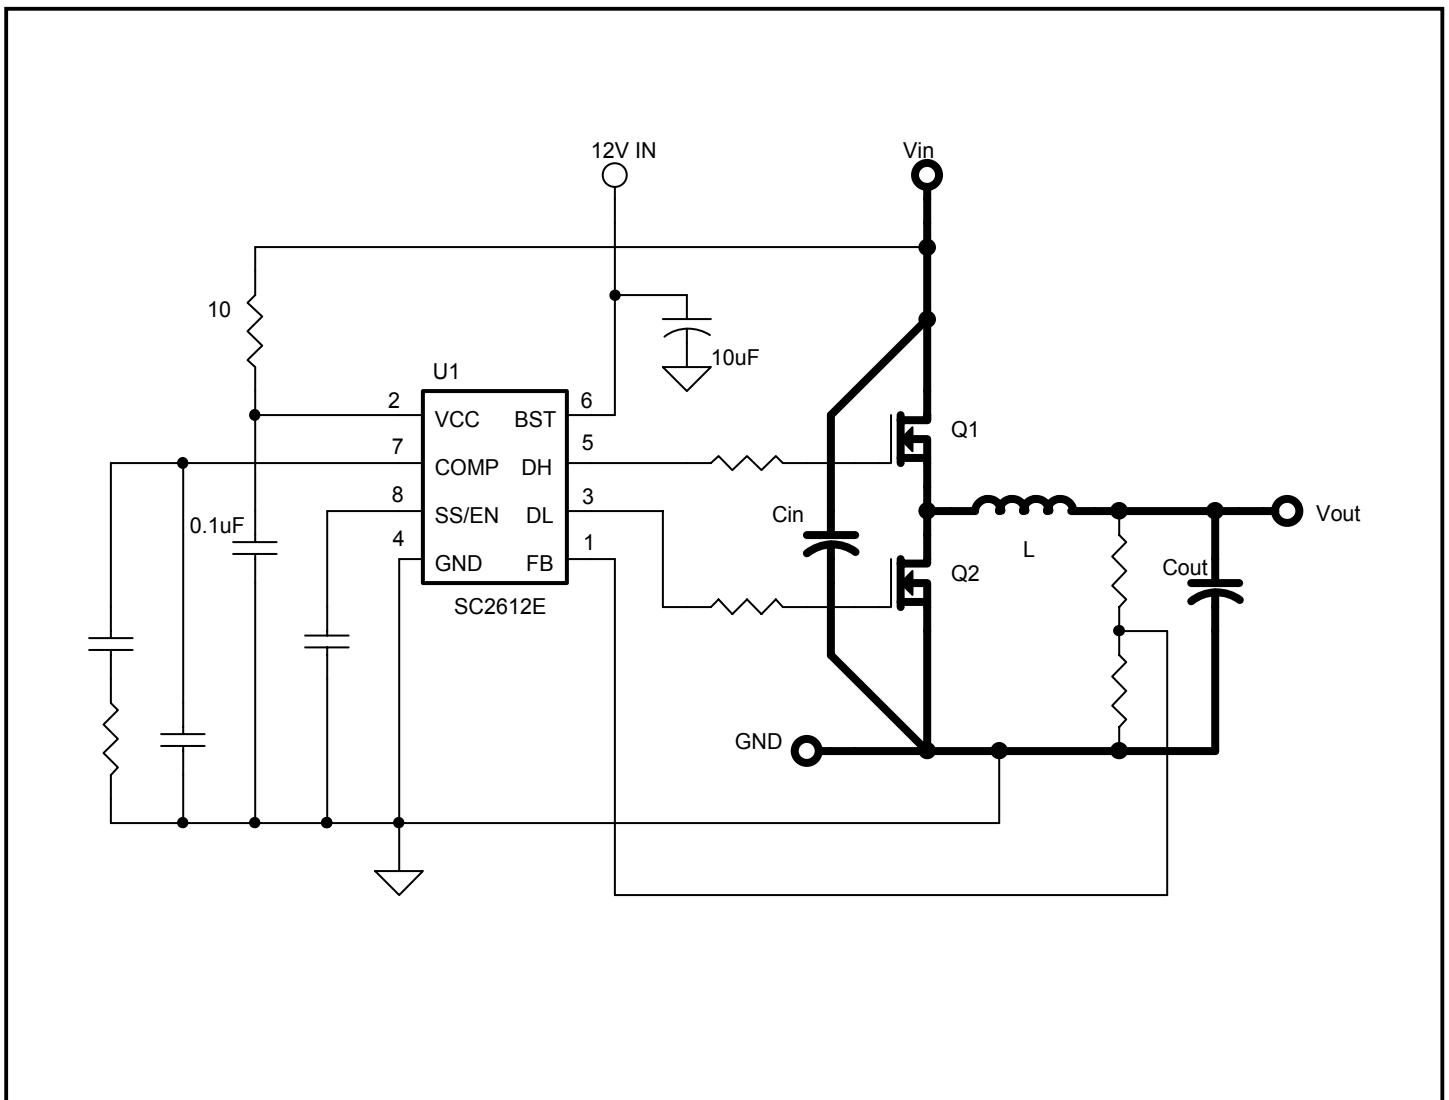 12V IN
Vin
10
10uF
U1
2
6
VCC
BST
7
5
COMP
DH
Q1
8
3
SS/EN
DL
0.1uF
Cin
Vout
4
1
GND
FB
L
Q2
Cout
SC2612E
GND